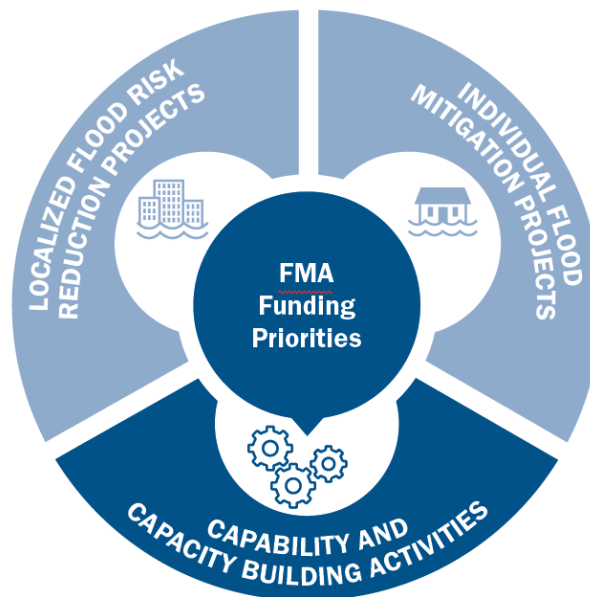 LOCALIZED FLOOD RISK
REDUCTION PROJECTS
INDIVIDUAL FLOOD
MITIGATION PROJECTS
FMA
Funding
Priorities
CAPABILITY AND
CAPACITY BUILDING ACTIVITIES